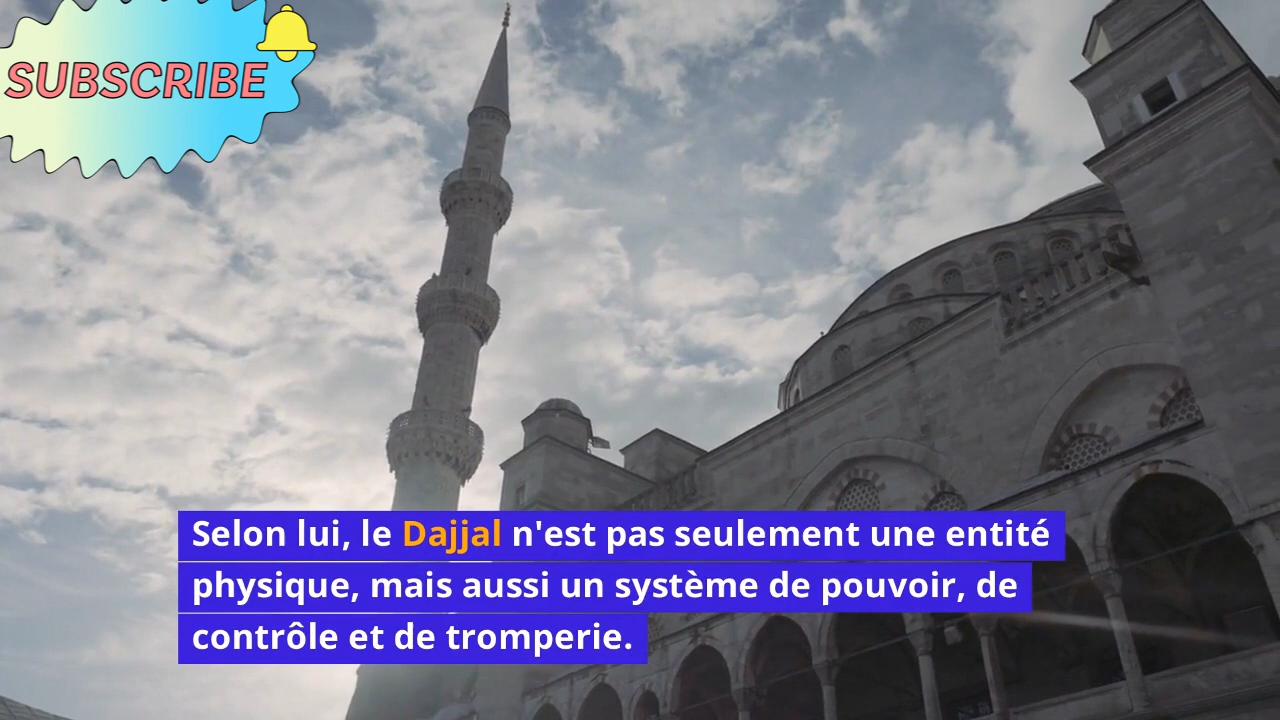 SUBSCRIBE
Selon lui, le Dajjal n'est pas seulement une entité
physique, mais aussi un système de pouvoir, de
contrôle et de tromperie.